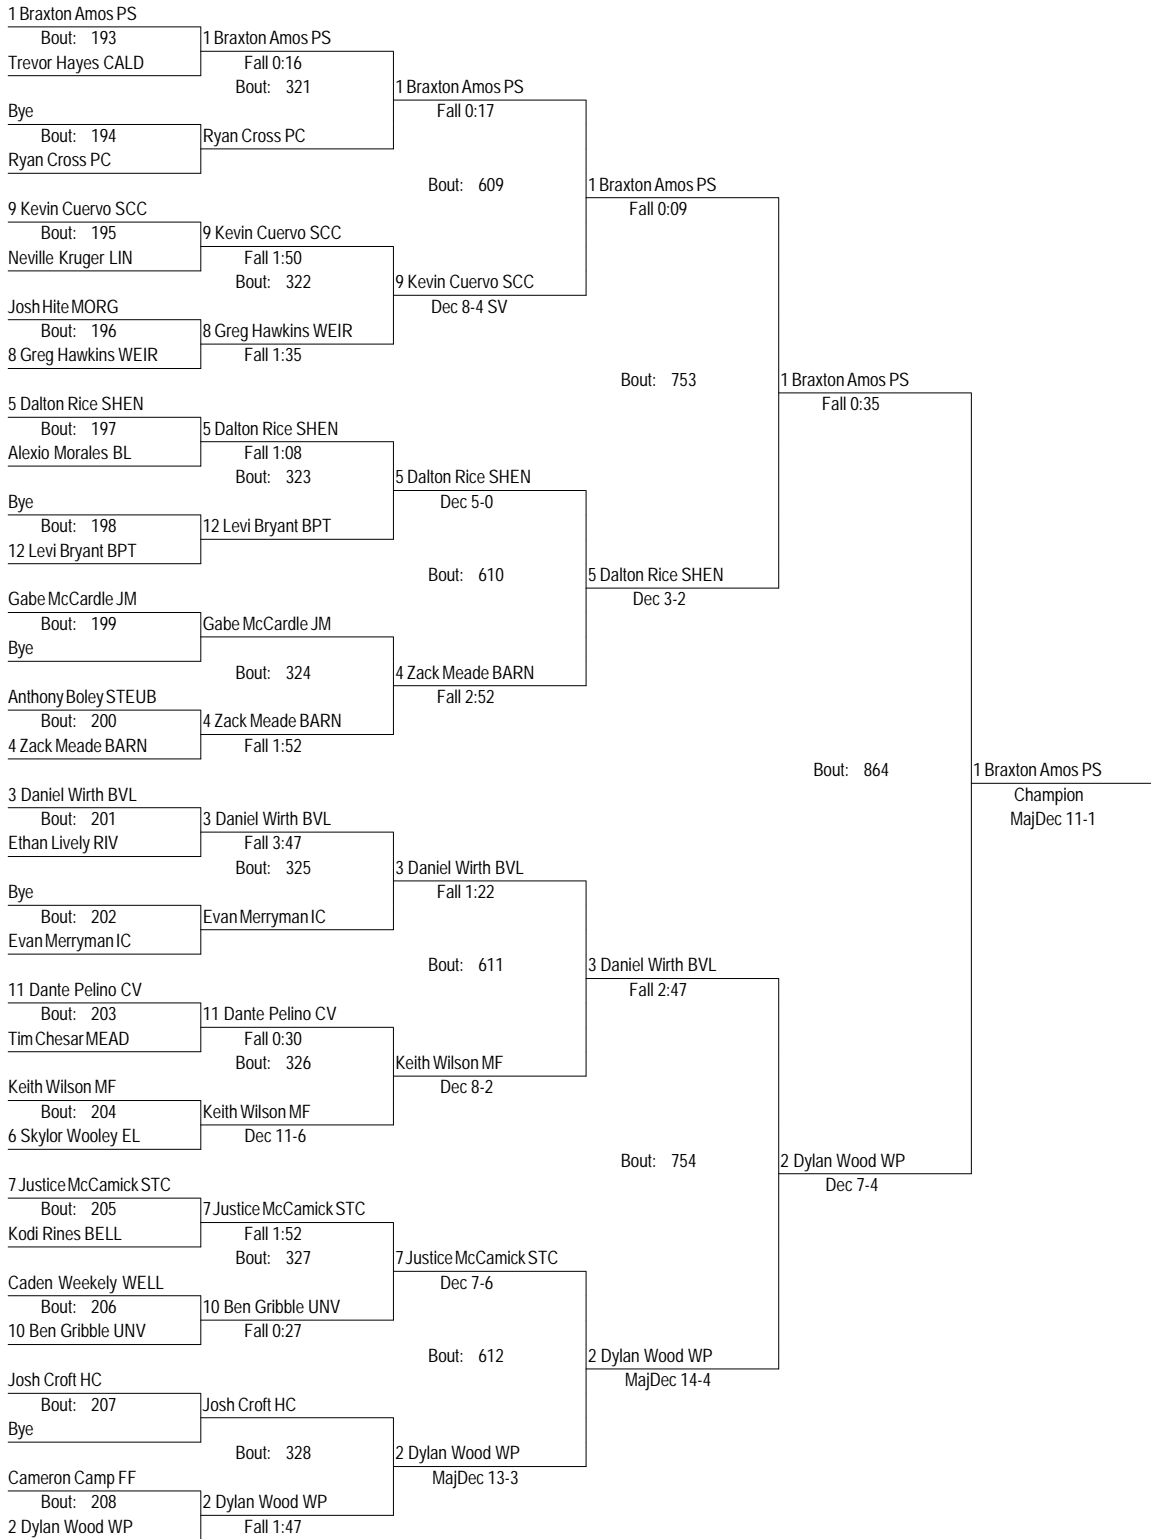 1 Braxton Amos PS
Bout: 193
1 Braxton Amos PS
Trevor Hayes CALD
Fall 0:16
Bout: 321
1 Braxton Amos PS
Bye
Fall 0:17
Bout: 194
Ryan Cross PC
Ryan Cross PC
Bout: 609
1 Braxton Amos PS
9 Kevin Cuervo SCC
Fall 0:09
Bout: 195
9 Kevin Cuervo SCC
Neville Kruger LIN
Fall 1:50
Bout: 322
9 Kevin Cuervo SCC
Josh Hite MORG
Dec 8-4 SV
Bout: 196
8 Greg Hawkins WEIR
8 Greg Hawkins WEIR
Fall 1:35
Bout: 753
1 Braxton Amos PS
5 Dalton Rice SHEN
Fall 0:35
Bout: 197
5 Dalton Rice SHEN
Alexio Morales BL
Fall 1:08
Bout: 323
5 Dalton Rice SHEN
Bye
Dec 5-0
Bout: 198
12 Levi Bryant BPT
12 Levi Bryant BPT
Bout: 610
5 Dalton Rice SHEN
Gabe McCardle JM
Dec 3-2
Bout: 199
Gabe McCardle JM
Bye
Bout: 324
4 Zack Meade BARN
Anthony Boley STEUB
Fall 2:52
Bout: 200
4 Zack Meade BARN
4 Zack Meade BARN
Fall 1:52
Bout: 864
1 Braxton Amos PS
3 Daniel Wirth BVL
Champion
Bout: 201
3 Daniel Wirth BVL
MajDec 11-1
Ethan Lively RIV
Fall 3:47
Bout: 325
3 Daniel Wirth BVL
Bye
Fall 1:22
Bout: 202
Evan Merryman IC
Evan Merryman IC
Bout: 611
3 Daniel Wirth BVL
11 Dante Pelino CV
Fall 2:47
Bout: 203
11 Dante Pelino CV
Tim Chesar MEAD
Fall 0:30
Bout: 326
Keith Wilson MF
Keith Wilson MF
Dec 8-2
Bout: 204
Keith Wilson MF
6 Skylor Wooley EL
Dec 11-6
Bout: 754
2 Dylan Wood WP
7 Justice McCamick STC
Dec 7-4
Bout: 205
7 Justice McCamick STC
Kodi Rines BELL
Fall 1:52
Bout: 327
7 Justice McCamick STC
Caden Weekely WELL
Dec 7-6
Bout: 206
10 Ben Gribble UNV
10 Ben Gribble UNV
Fall 0:27
Bout: 612
2 Dylan Wood WP
Josh Croft HC
MajDec 14-4
Bout: 207
Josh Croft HC
Bye
Bout: 328
2 Dylan Wood WP
Cameron Camp FF
MajDec 13-3
Bout: 208
2 Dylan Wood WP
2 Dylan Wood WP
Fall 1:47